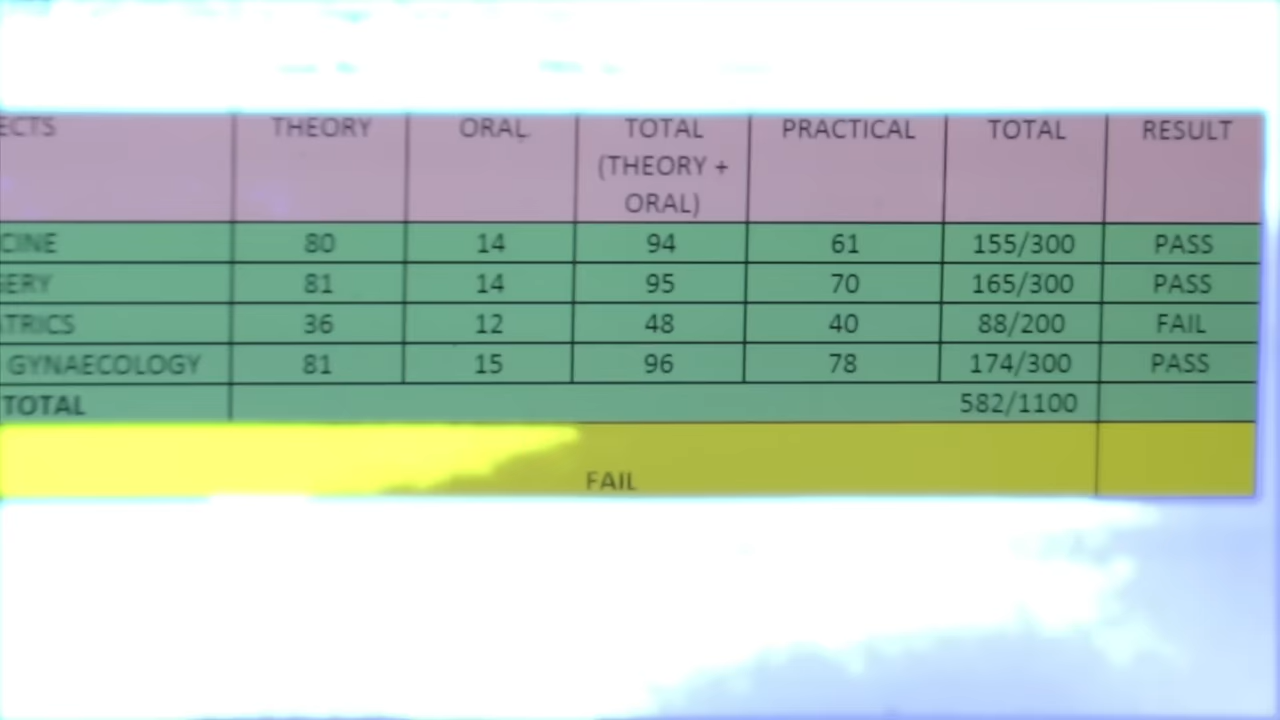 ECTS THEORY ORAL TOTAL (THEORY + ORAL) PRACTICAL TOTAL RESULT
CINE 80 14 94 61 155/300 PASS
GERY 81 14 95 70 165/300 PASS
ATRICS 36 12 48 40 88/200 FAIL
GYNAECOLOGY 81 15 96 78 174/300 PASS
TOTAL 582/1100
FAIL